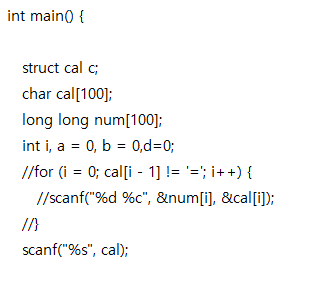 int main() {
struct cal c;
char cal[100];
long long num[100];
int i, a = 0, b = 0,d=0;
//for (i = 0; cal[i - 1] != '='; i++) {
//scanf("%d %c", &num[i], &cal[i]);
//}
scanf("%s", cal);